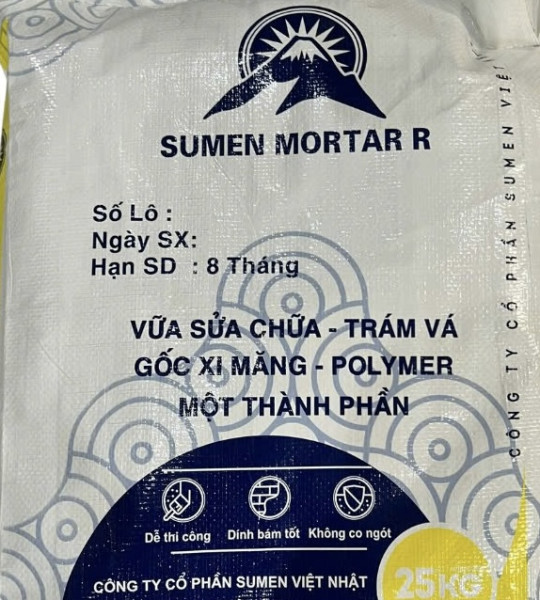 SUMEN MORTAR R
Số Lô :
Ngày SX:
Hạn SD : 8 Tháng
VỮA SỬA CHỮA - TRÁM VÁ
GỐC XI MĂNG - POLYMER
MỘT THÀNH PHẦN
Dễ thi công
Dính bám tốt
Không co ngót
CÔNG TY CỔ PHẦN SUMEN VIỆT NHẬT
25KG
CÔNG TY CỔ PHẦN SUMEN VIỆT